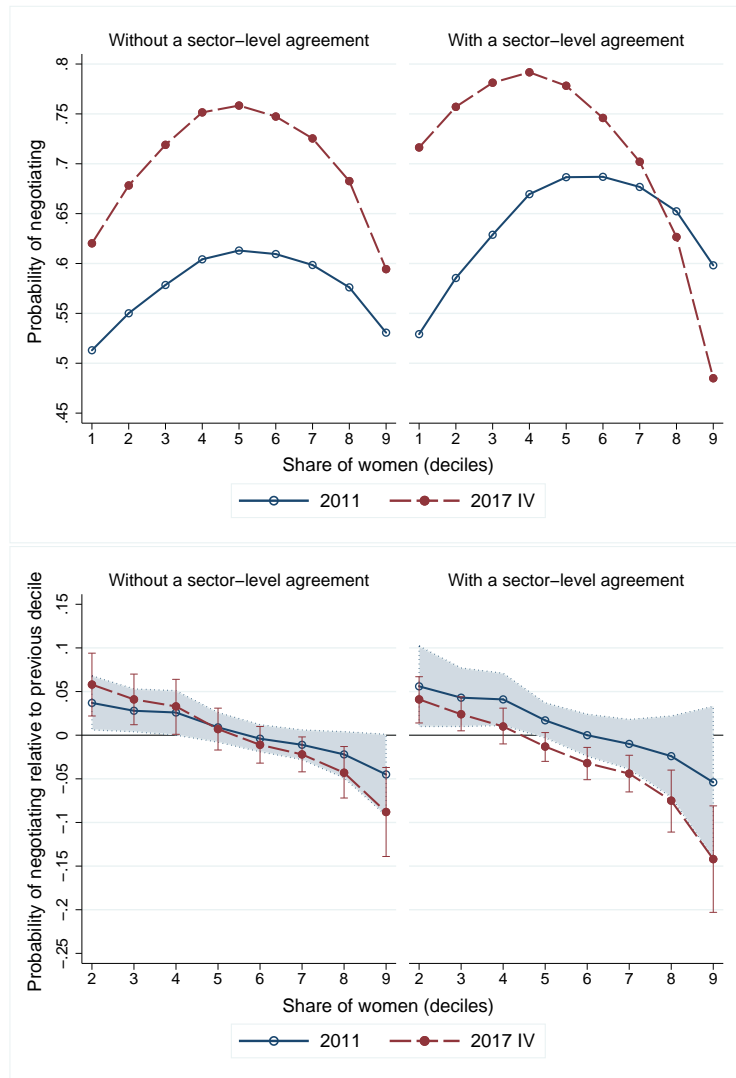 Without a sector-level agreement
With a sector-level agreement
Probability of negotiating
.8
.75
.7
.65
.6
.55
.5
.45
1 2 3 4 5 6 7 8 9
1 2 3 4 5 6 7 8 9
Share of women (deciles)
2011
2017 IV
Without a sector-level agreement
With a sector-level agreement
Probability of negotiating relative to previous decile
.15
.1
.05
0
-.05
-.1
-.15
-.2
-.25
2 3 4 5 6 7 8 9
2 3 4 5 6 7 8 9
Share of women (deciles)
2011
2017 IV